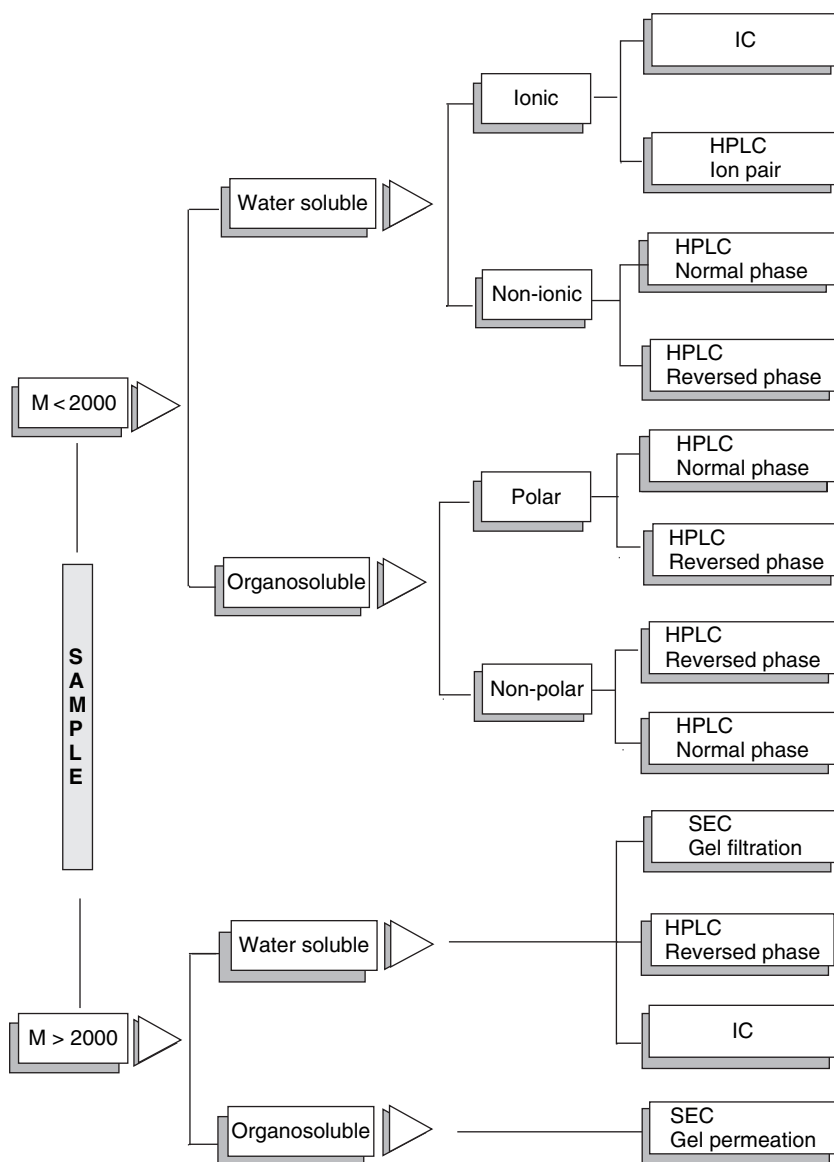 IC
Ionic
HPLC
Ion pair
Water soluble
HPLC
Normal phase
Non-ionic
HPLC
Reversed phase
M < 2000
HPLC
Normal phase
Polar
HPLC
Reversed phase
Organosoluble
HPLC
Reversed phase
Non-polar
HPLC
Normal phase
SAMPLE
SEC
Gel filtration
Water soluble
HPLC
Reversed phase
M > 2000
IC
Organosoluble
SEC
Gel permeation